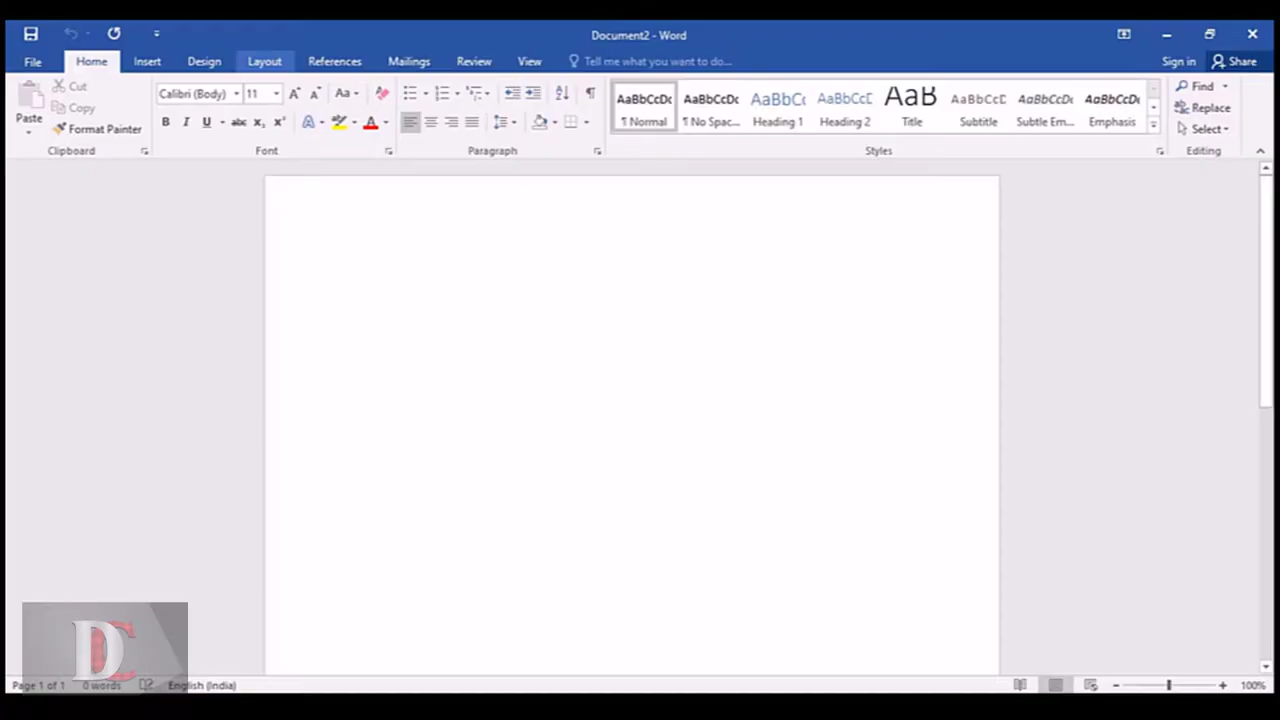 Document2 - Word
File Home Insert Design Layout References Mailings Review View Tell me what you want to do... Sign in Share
Paste Cut Copy Format Painter
Clipboard
Calibri (Body) 11 A A Aa
B I U abc x₂ x² A A
Font
Paragraph
AaBbCcDc AaBbCcDc AaBbCc AaBbCcD AaB AaBbCcD AaBbCcDc AaBbCcDc
¶ Normal ¶ No Spac... Heading 1 Heading 2 Title Subtitle Subtle Em... Emphasis
Styles
Find
Replace
Select
Editing
DC
Page 1 of 1 0 words English (India) 100%